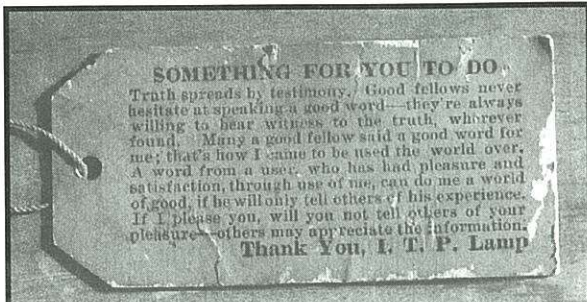 SOMETHING FOR YOU TO DO
Truth spreads by testimony. Good fellows never
hesitate at speaking a good word—they're always
willing to bear witness to the truth, wherever
found. Many a good fellow said a good word for
me; that's how I came to be used the world over.
A word from a user, who has had pleasure and
satisfaction, through use of me, can do me a world
of good, if he will only tell others of his experience.
If I please you, will you not tell others of your
pleasure—others may appreciate the information.
Thank You, I. T. P. Lamp